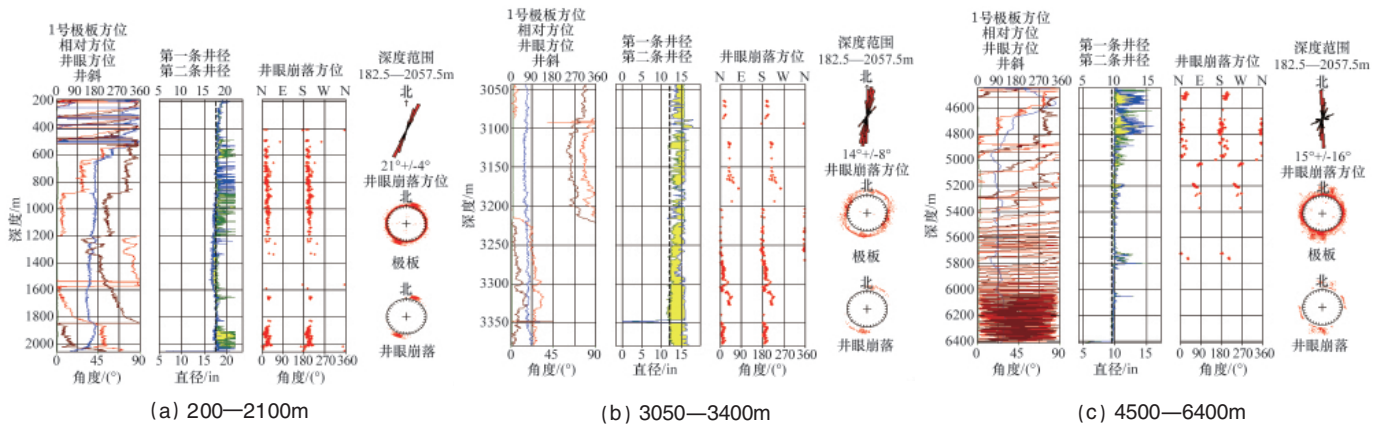 1号极板方位
相对方位
井眼方位
井斜
0 90 180 270 360
第一条井径
第二条井径
5 10 15 20
井眼崩落方位
N E S W N
深度范围
182.5—2057.5m
北
21°+/-4°
井眼崩落方位
北
极板
北
井眼崩落
深度/m
200
400
600
800
1000
1200
1400
1600
1800
2000
0 45 90
角度/(°)
5 10 15 20
直径/in
0 90 180 270 360
角度/(°)
(a) 200—2100m
1号极板方位
相对方位
井眼方位
井斜
0 90 180 270 360
第一条井径
第二条井径
0 5 10 15
井眼崩落方位
N E S W N
深度范围
182.5—2057.5m
北
14°+/-8°
井眼崩落方位
北
极板
北
井眼崩落
深度/m
3050
3100
3150
3200
3250
3300
3350
0 45 90
角度/(°)
0 5 10 15
直径/in
0 90 180 270 360
角度/(°)
(b) 3050—3400m
1号极板方位
相对方位
井眼方位
井斜
0 90 180 270 360
第一条井径
第二条井径
5 10 15
井眼崩落方位
N E S W N
深度范围
182.5—2057.5m
北
15°+/-16°
井眼崩落方位
北
极板
北
井眼崩落
深度/m
4600
4800
5000
5200
5400
5600
5800
6000
6200
6400
0 45 90
角度/(°)
5 10 15
直径/in
0 90 180 270 360
角度/(°)
(c) 4500—6400m